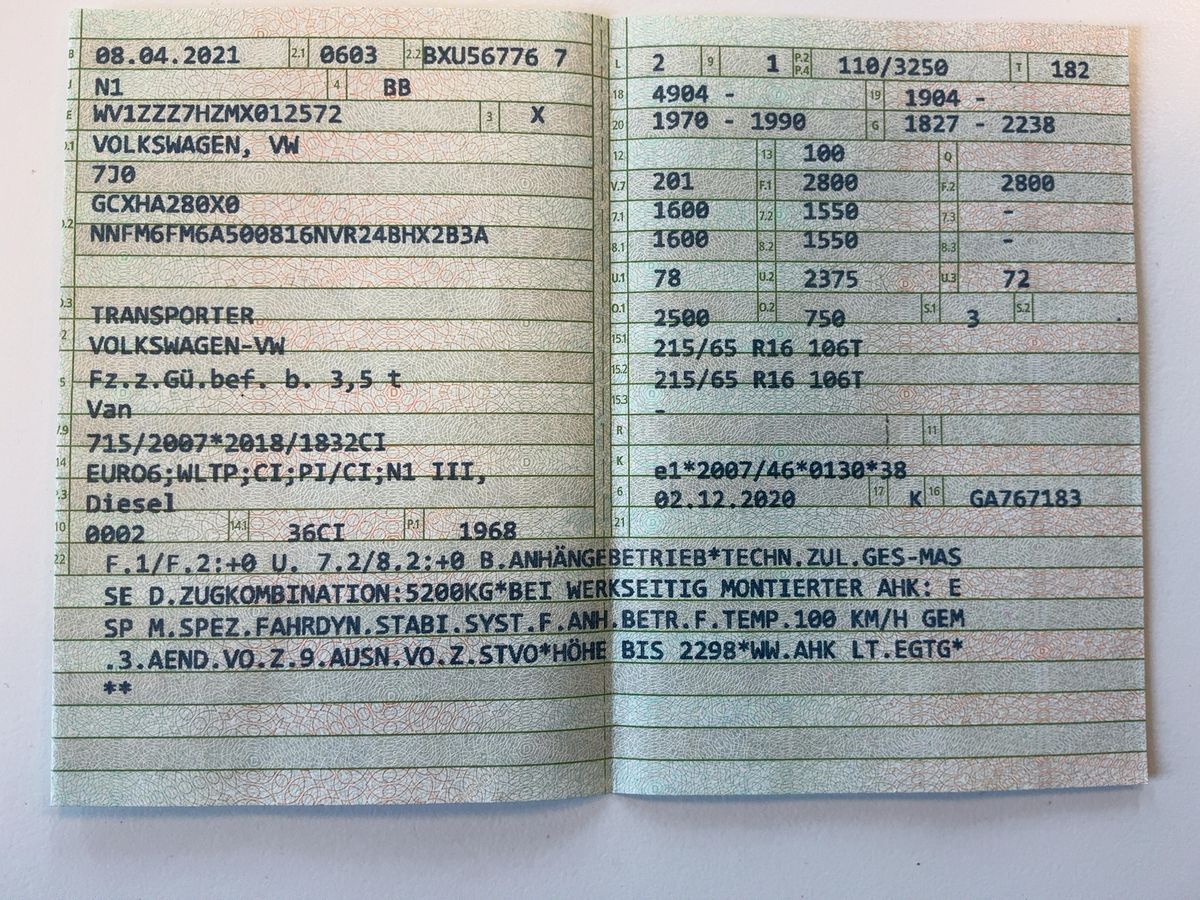 B 08.04.2021 2.1 0603 2.2 BXU56776 7
J N1 4 BB
E WV1ZZZ7HZMX012572 3 X
D.1 VOLKSWAGEN, VW
7J0
GCXHA280X0
D.2 NNFM6FM6A500816NVR24BHX2B3A
D.3 TRANSPORTER
2 VOLKSWAGEN-VW
5 Fz.z.Gü.bef. b. 3,5 t
Van
V.9 715/2007*2018/1832CI
14 EURO6;WLTP;CI;PI/CI;N1 III,
P.3 Diesel
10 0002 14.1 36CI P.1 1968
L 2 9 1 P.2 P.4 110/3250 T 182
18 4904 - 19 1904 -
20 1970 - 1990 G 1827 - 2238
12 13 100 Q
V.7 201 F.1 2800 F.2 2800
7.1 1600 7.2 1550 7.3 -
8.1 1600 8.2 1550 8.3 -
U.1 78 U.2 2375 U.3 72
O.1 2500 O.2 750 S.1 3 S.2
15.1 215/65 R16 106T
15.2 215/65 R16 106T
15.3 -
R 11
K e1*2007/46*0130*38
6 02.12.2020 17 K 16 GA767183
21
22 F.1/F.2:+0 U. 7.2/8.2:+0 B.ANHÄNGEBETRIEB*TECHN.ZUL.GES-MAS
SE D.ZUGKOMBINATION:5200KG*BEI WERKSEITIG MONTIERTER AHK: E
SP M.SPEZ.FAHRDYN.STABI.SYST.F.ANH.BETR.F.TEMP.100 KM/H GEM
.3.AEND.VO.Z.9.AUSN.VO.Z.STVO*HÖHE BIS 2298*WW.AHK LT.EGTG*
**